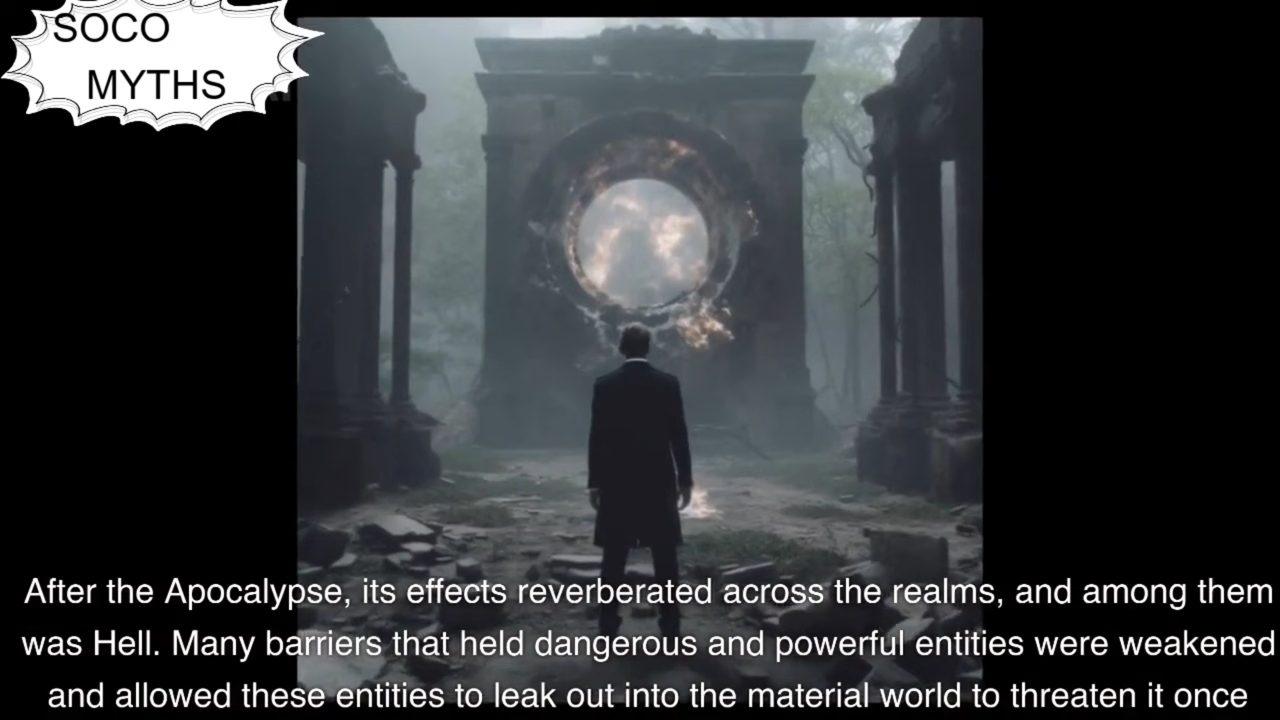 SOCO
MYTHS
After the Apocalypse, its effects reverberated across the realms, and among them
was Hell. Many barriers that held dangerous and powerful entities were weakened
and allowed these entities to leak out into the material world to threaten it once